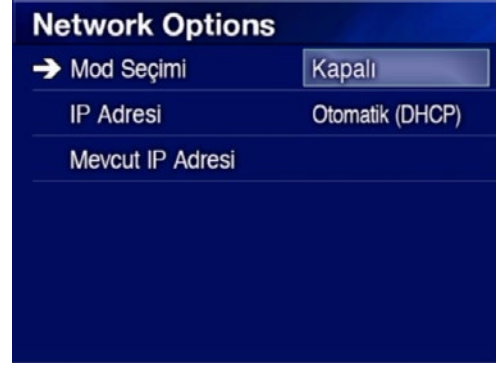 Network Options
Mod Seçimi Kapalı
IP Adresi Otomatik (DHCP)
Mevcut IP Adresi